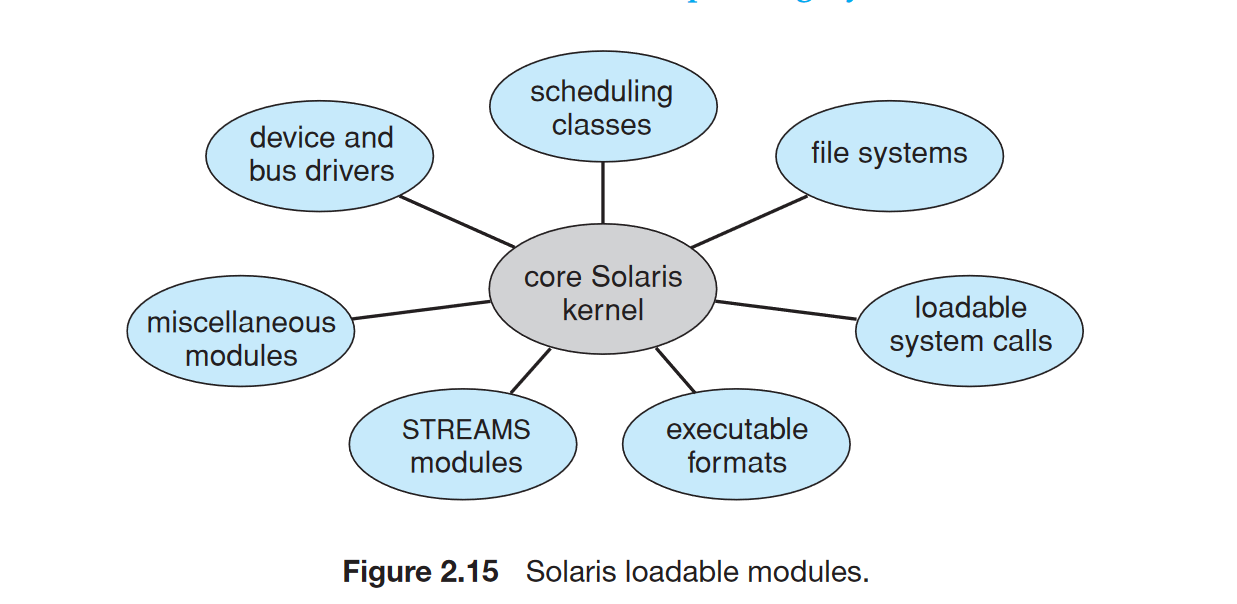 scheduling
classes
device and
bus drivers
file systems
core Solaris
kernel
miscellaneous
modules
loadable
system calls
STREAMS
modules
executable
formats
Figure 2.15 Solaris loadable modules.